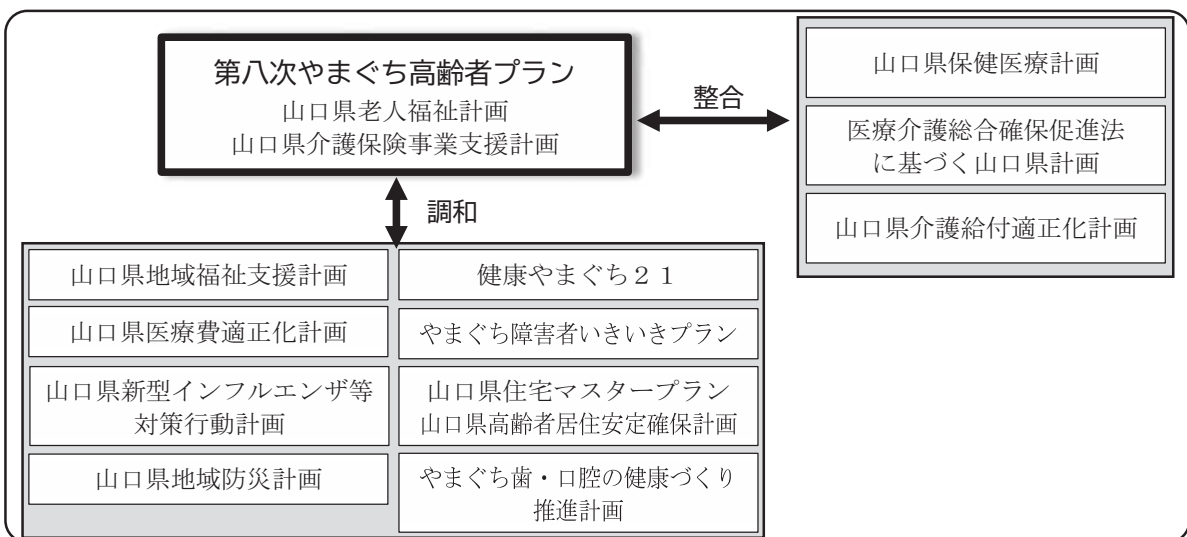 第八次やまぐち高齢者プラン
山口県老人福祉計画
山口県介護保険事業支援計画
整合
山口県保健医療計画
医療介護総合確保促進法
に基づく山口県計画
山口県介護給付適正化計画
調和
山口県地域福祉支援計画
健康やまぐち２１
山口県医療費適正化計画
やまぐち障害者いきいきプラン
山口県新型インフルエンザ等
対策行動計画
山口県住宅マスタープラン
山口県高齢者居住安定確保計画
山口県地域防災計画
やまぐち歯・口腔の健康づくり
推進計画